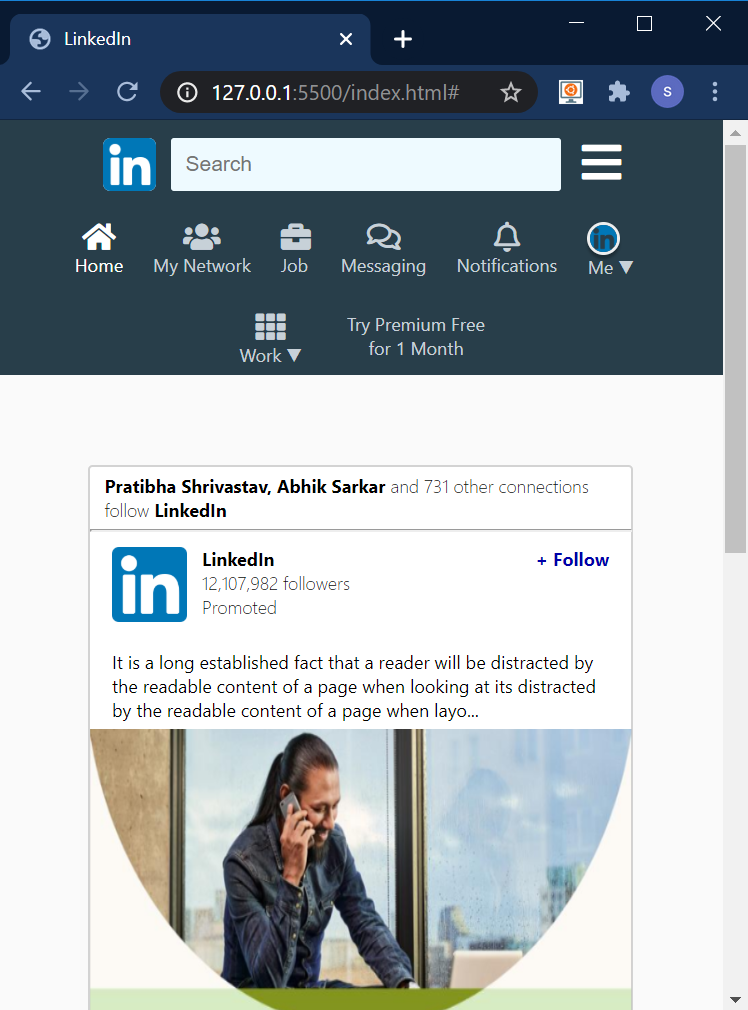 LinkedIn
127.0.0.1:5500/index.html#
S
in
Search
Home
My Network
Job
Messaging
Notifications
in
Me ▼
Work ▼
Try Premium Free
for 1 Month
Pratibha Shrivastav, Abhik Sarkar and 731 other connections
follow LinkedIn
in
LinkedIn
+ Follow
12,107,982 followers
Promoted
It is a long established fact that a reader will be distracted by
the readable content of a page when looking at its distracted
by the readable content of a page when layo...